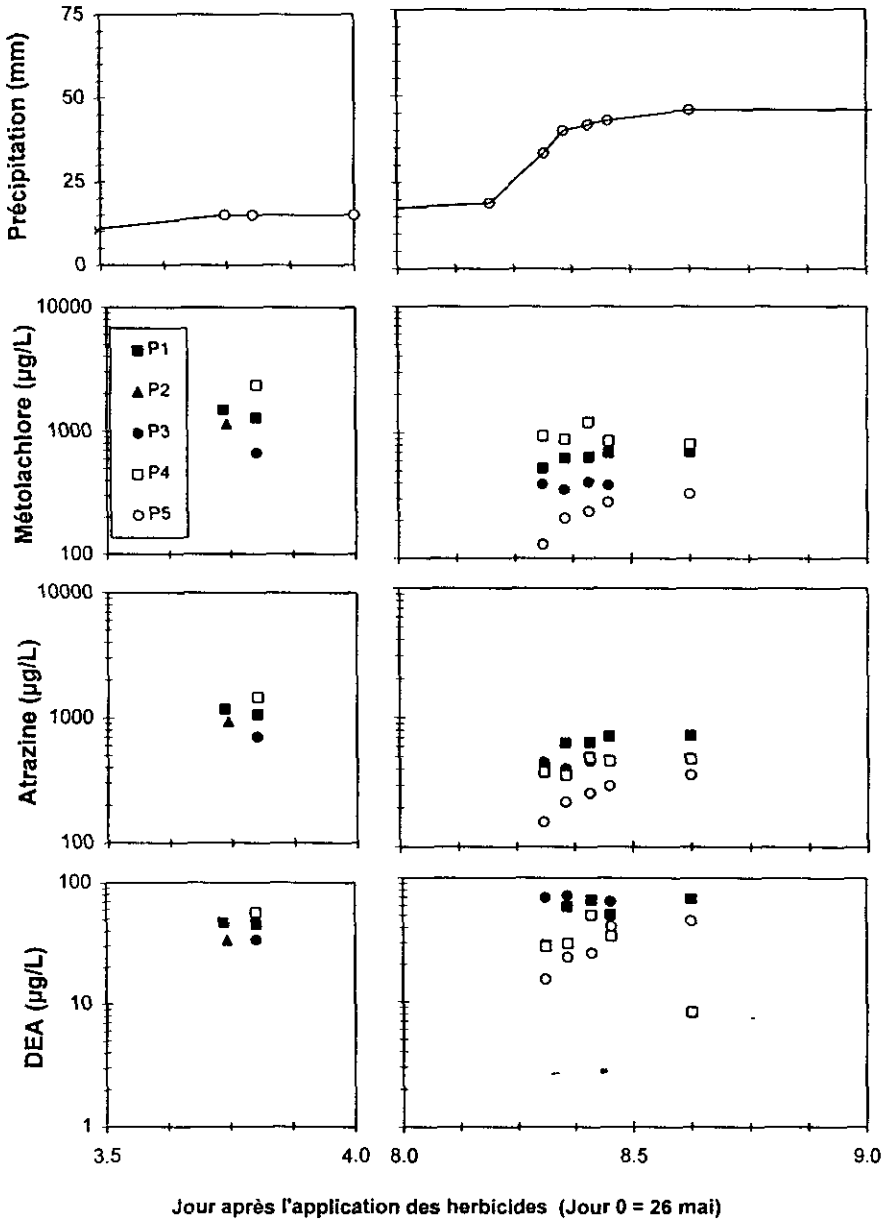 Précipitation (mm)
75
50
25
0
Métolachlore (µg/L)
10000
1000
100
P1
P2
P3
P4
P5
Atrazine (µg/L)
10000
1000
100
DEA (µg/L)
100
10
1
3.5
4.0
8.0
8.5
9.0
Jour après l'application des herbicides (Jour 0 = 26 mai)